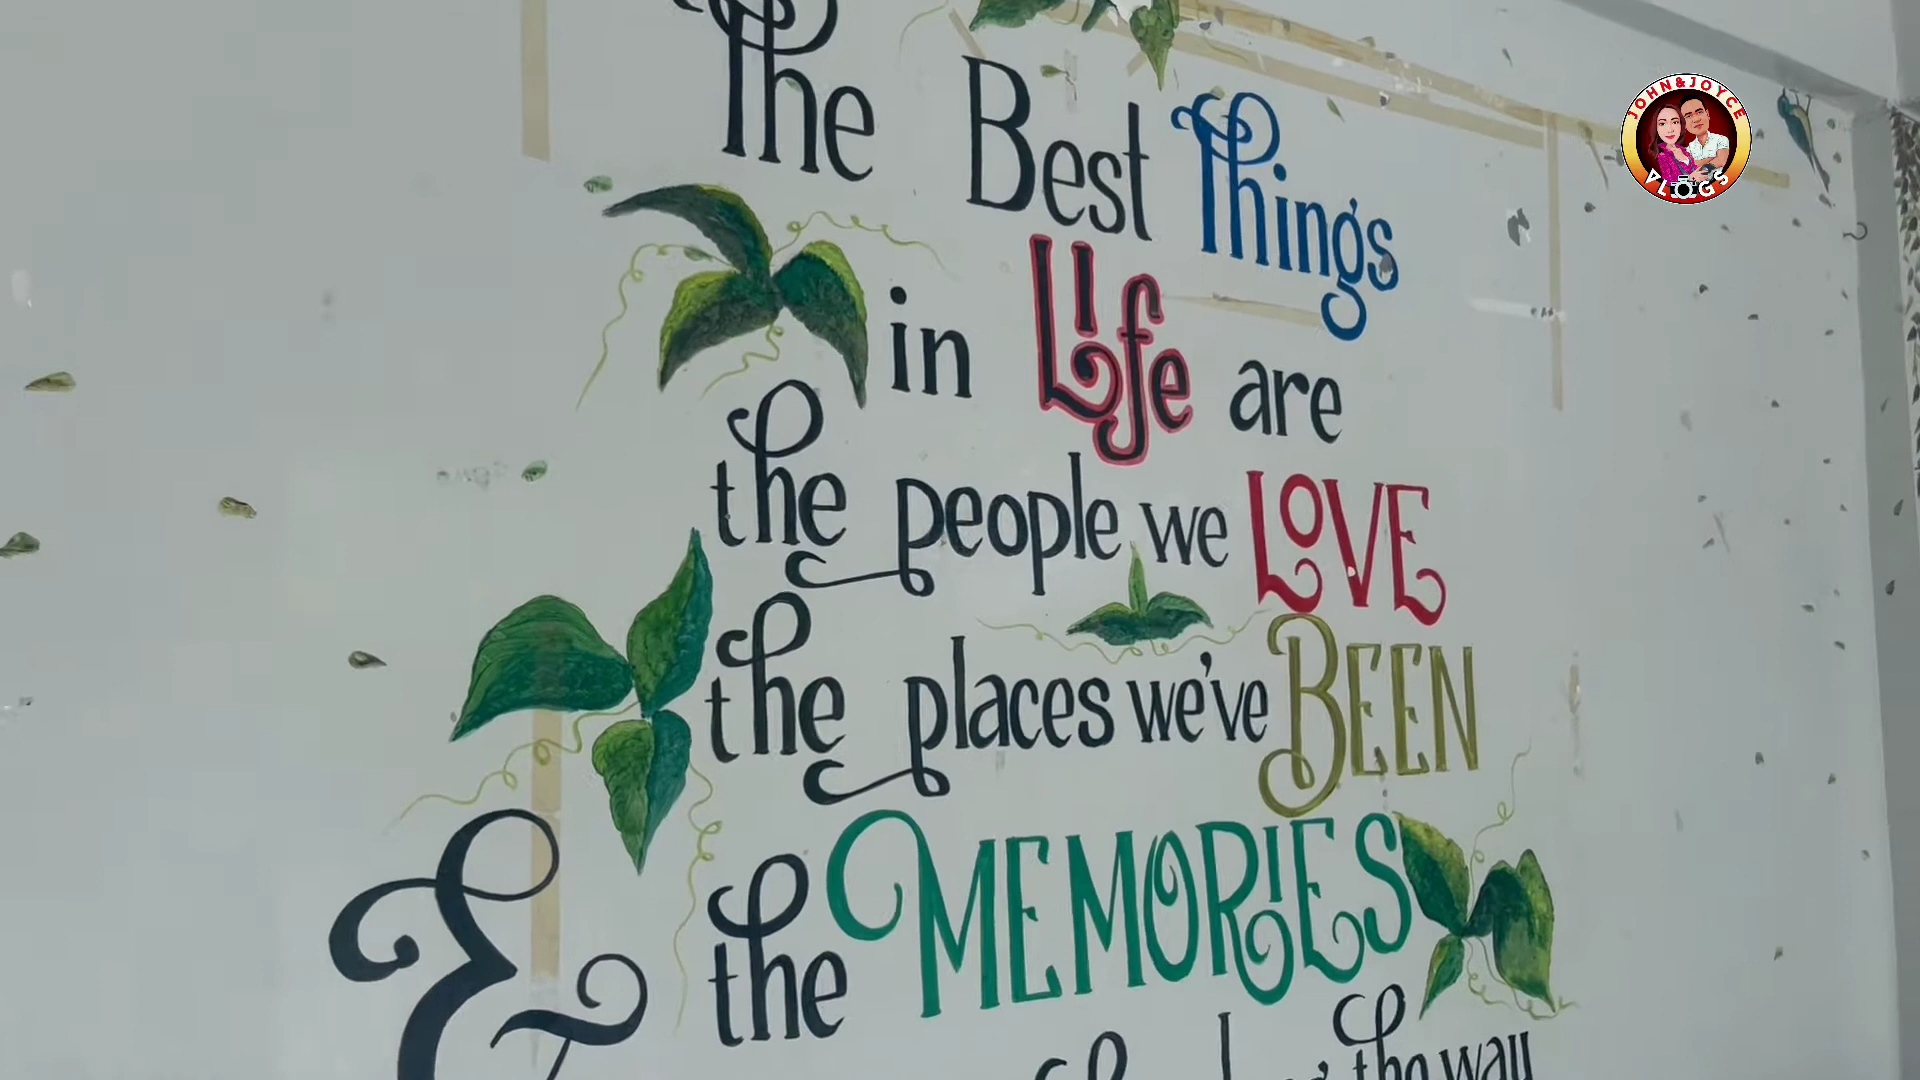 The Best Things
in Life are
the people we LOVE
the places we've BEEN
& the MEMORIES
the way
JOHN&JOYCE
VLOGS